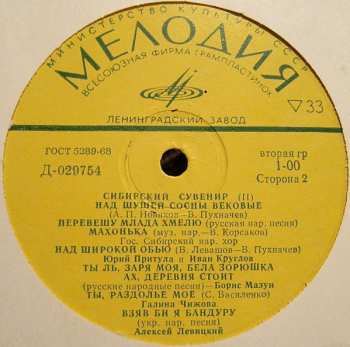 МИНИСТЕРСТВО КУЛЬТУРЫ СССР
МЕЛОДИЯ
ВСЕСОЮЗНАЯ ФИРМА ГРАМПЛАСТИНОК
▽33
ЛЕНИНГРАДСКИЙ ЗАВОД
ГОСТ 5289-68
вторая гр
Д-029754
1-00
Сторона 2
СИБИРСКИЙ СУВЕНИР (II)
НАД ШУШЕЙ СОСНЫ ВЕКОВЫЕ
(А. П. Новиков — В. Пухначев)
ПЕРЕВЕШУ МЛАДА ХМЕЛЮ (русская нар. песня)
МАХОНЬКА (муз. нар.— В. Корсаков)
Гос. Сибирский нар. хор
НАД ШИРОКОЙ ОБЬЮ (В. Левашов—В. Пухначев)
Юрий Притула и Иван Круглов
ТЫ ЛЬ, ЗАРЯ МОЯ, БЕЛА ЗОРЮШКА
АХ, ДЕРЕВНЯ СТОИТ
(русские народные песни) — Борис Мазун
ТЫ, РАЗДОЛЬЕ МОЕ (С. Василенко)
Галина Чижова
ВЗЯВ БИ Я БАНДУРУ
(укр. нар. песня)
Алексей Левицкий